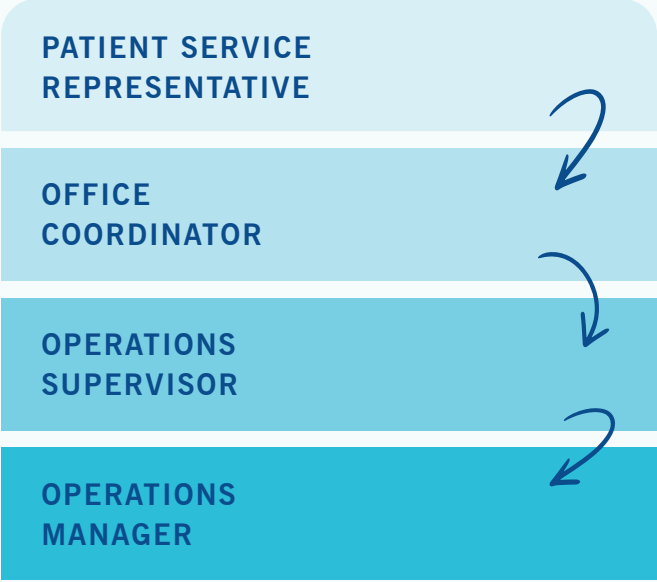 PATIENT SERVICE
REPRESENTATIVE
OFFICE
COORDINATOR
OPERATIONS
SUPERVISOR
OPERATIONS
MANAGER